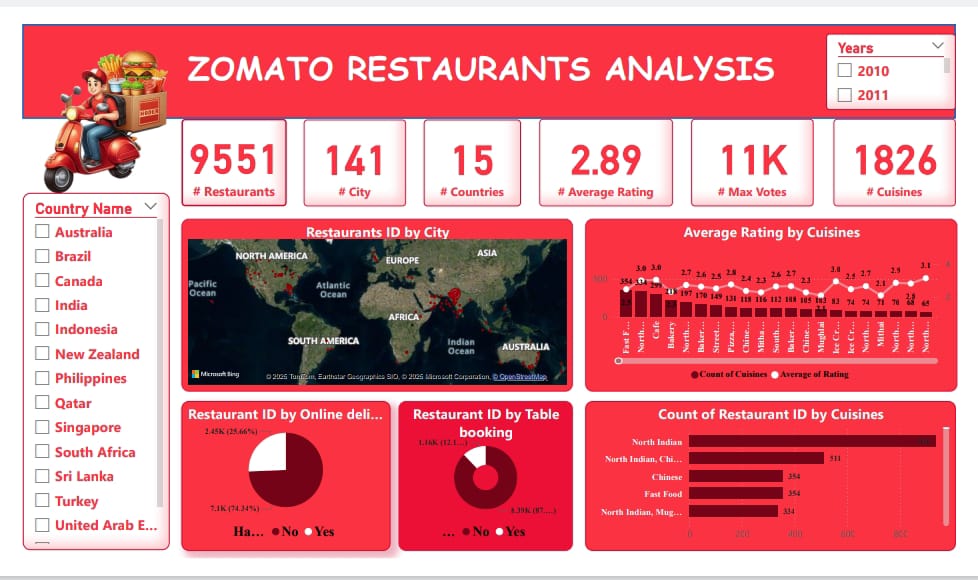 ZOMATO RESTAURANTS ANALYSIS
Years
2010
2011
9551
# Restaurants
141
# City
15
# Countries
2.89
# Average Rating
11K
# Max Votes
1826
# Cuisines
Country Name
Australia
Brazil
Canada
India
Indonesia
New Zealand
Philippines
Qatar
Singapore
South Africa
Sri Lanka
Turkey
United Arab E...
Restaurants ID by City
NORTH AMERICA
EUROPE
ASIA
Pacific
Ocean
Atlantic
Ocean
AFRICA
SOUTH AMERICA
Indian
Ocean
AUSTRALIA
Microsoft Bing
© 2025 TomTom, Earthstar Geographics SIO, © 2025 Microsoft Corporation, © OpenStreetMap
Average Rating by Cuisines
3.0 3.0 2.7 2.6 2.5 2.8 2.4 2.3 2.6 2.7 2.3 3.0 2.5 2.7 2.1 2.9 2.8 3.1
4
2
500
0
354 334 299 218 197 170 149 131 118 116 112 108 105 103 83 74 74 71 70 68 65
Fast F...
North...
Cafe
Bakery
North...
Baker...
Street...
Pizza...
Chine...
Mitha...
South...
Baker...
Chine...
Mughlai
Ice Cr...
Ice Cr...
North...
Mithai
North...
North...
North...
Count of Cuisines Average of Rating
Restaurant ID by Online deli...
2.45K (25.66%)
7.1K (74.34%)
Ha... No Yes
Restaurant ID by Table
booking
1.16K (12.1...)
8.39K (87....)
... No Yes
Count of Restaurant ID by Cuisines
North Indian
North Indian, Chi... 511
Chinese 354
Fast Food 354
North Indian, Mug... 334
0 200 400 600 800